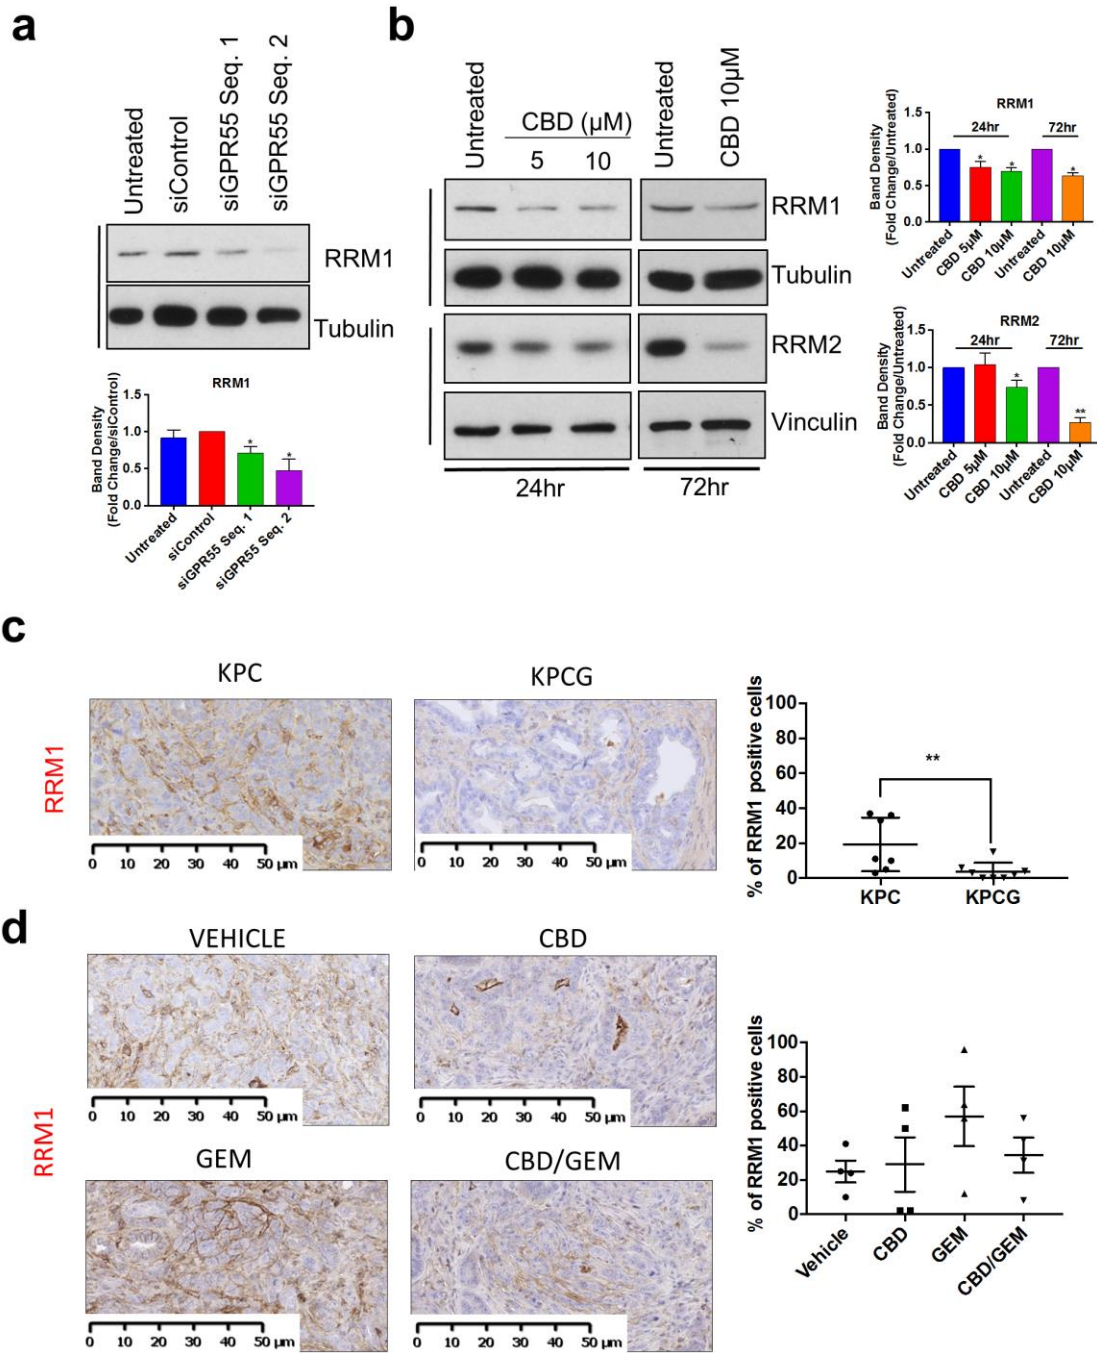 a
Untreated
siControl
siGPR55 Seq. 1
siGPR55 Seq. 2
RRM1
Tubulin
RRM1
Band Density
(Fold Change/siControl)
1.5
1.0
0.5
0.0
Untreated
siControl
siGPR55 Seq. 1
siGPR55 Seq. 2
* *
b
Untreated
CBD (µM)
5 10
Untreated
CBD 10µM
RRM1
Tubulin
RRM2
Vinculin
24hr 72hr
RRM1
24hr 72hr
Band Density
(Fold Change/Untreated)
1.5
1.0
0.5
0.0
* * *
Untreated
CBD 5µM
CBD 10µM
Untreated
CBD 10µM
RRM2
24hr 72hr
Band Density
(Fold Change/Untreated)
1.5
1.0
0.5
0.0
* **
Untreated
CBD 5µM
CBD 10µM
Untreated
CBD 10µM
c
KPC KPCG
RRM1
0 10 20 30 40 50 µm
0 10 20 30 40 50 µm
% of RRM1 positive cells
100
80
60
40
20
0
**
KPC KPCG
d
VEHICLE CBD
0 10 20 30 40 50 µm
0 10 20 30 40 50 µm
RRM1
GEM CBD/GEM
0 10 20 30 40 50 µm
0 10 20 30 40 50 µm
% of RRM1 positive cells
100
80
60
40
20
0
Vehicle
CBD
GEM
CBD/GEM